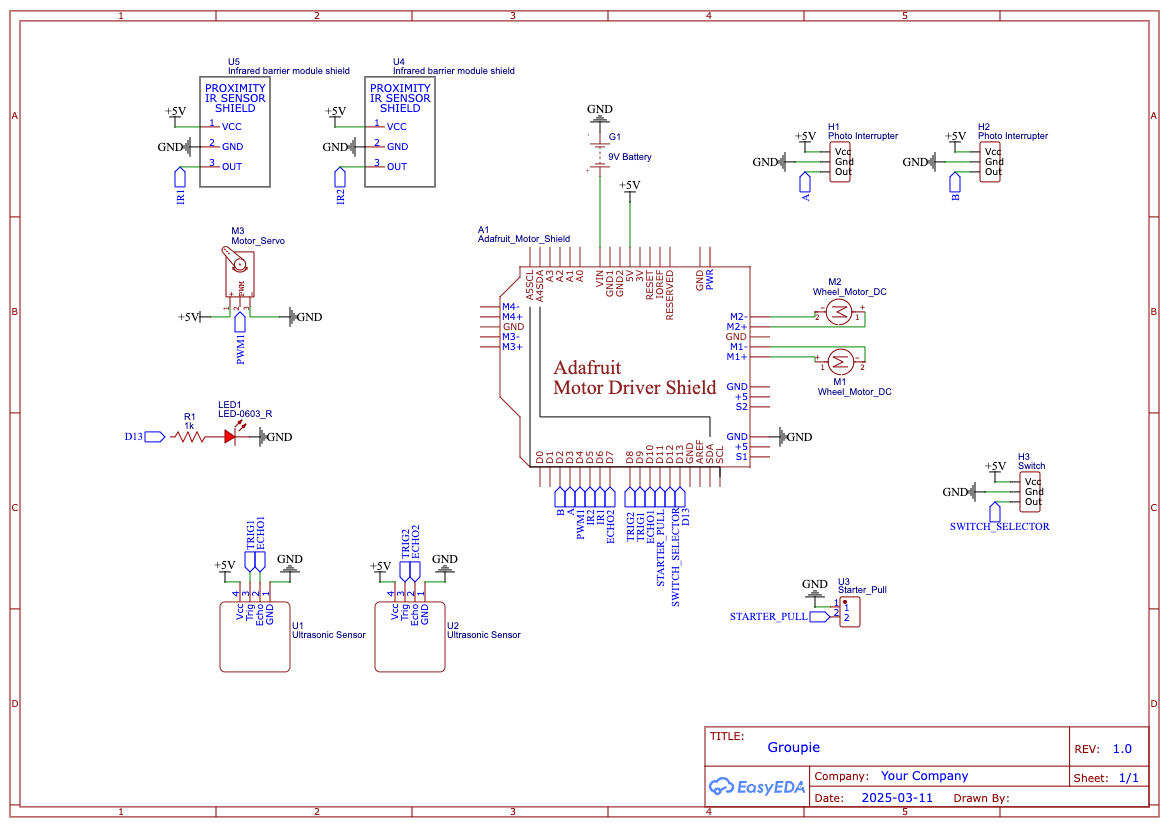 1 2 3 4 5
A
B
C
D
A
B
C
D
U5
Infrared barrier module shield
PROXIMITY
IR SENSOR
SHIELD
+5V
1 VCC
GND 2 GND
3 OUT
IR1
U4
Infrared barrier module shield
PROXIMITY
IR SENSOR
SHIELD
+5V
1 VCC
GND 2 GND
3 OUT
IR2
GND
G1
9V Battery
- +
+5V
H1
Photo Interrupter
+5V
Vcc
GND Gnd
Out
A
H2
Photo Interrupter
+5V
Vcc
GND Gnd
Out
B
M3
Motor_Servo
+ PWM -
1 2 3
+5V GND
PWM1
A1
Adafruit_Motor_Shield
A5SCL A4SDA A3 A2 A1 A0 VIN GND1 GND2 5V 3V RESET IOREF RESERVED GND PWR
M4-
M4+
GND
M3-
M3+
Adafruit
Motor Driver Shield
M2-
M2+
GND
M1-
M1+
GND
+5
S2
GND GND
+5
S1
D0 D1 D2 D3 D4 D5 D6 D7 D8 D9 D10 D11 D12 D13 GND AREF SDA SCL
B A PWM1 IR2 IR1 ECHO2 TRIG2 TRIG1 ECHO1 STARTER_PULL SWITCH_SELECTOR D13
M2
Wheel_Motor_DC
- +
2 1
+ -
1 2
M1
Wheel_Motor_DC
LED1
LED-0603_R
R1
1k
D13 GND
H3
Switch
+5V
Vcc
GND Gnd
Out
SWITCH_SELECTOR
TRIG1 ECHO1
+5V GND
4 3 2 1
Vcc Trig Echo GND
U1
Ultrasonic Sensor
TRIG2 ECHO2
+5V GND
4 3 2 1
Vcc Trig Echo GND
U2
Ultrasonic Sensor
GND
U3
Starter_Pull
1 1
STARTER_PULL 2 2
TITLE:
Groupie
REV: 1.0
EasyEDA
Company: Your Company
Sheet: 1/1
Date: 2025-03-11 Drawn By:
1 2 3 4 5